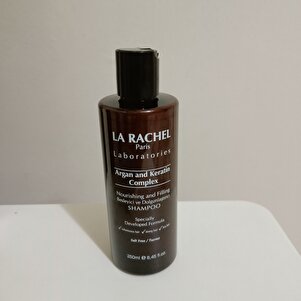 LA RACHEL
Paris
Laboratories
Argan and Keratin
Complex
Nourishing and Filling
Besleyici ve Dolgunlaştırıcı
SHAMPOO
Specially
Developed Formula
Salt Free / Tuzsuz
250ml ℮ 8,45 fl.oz.